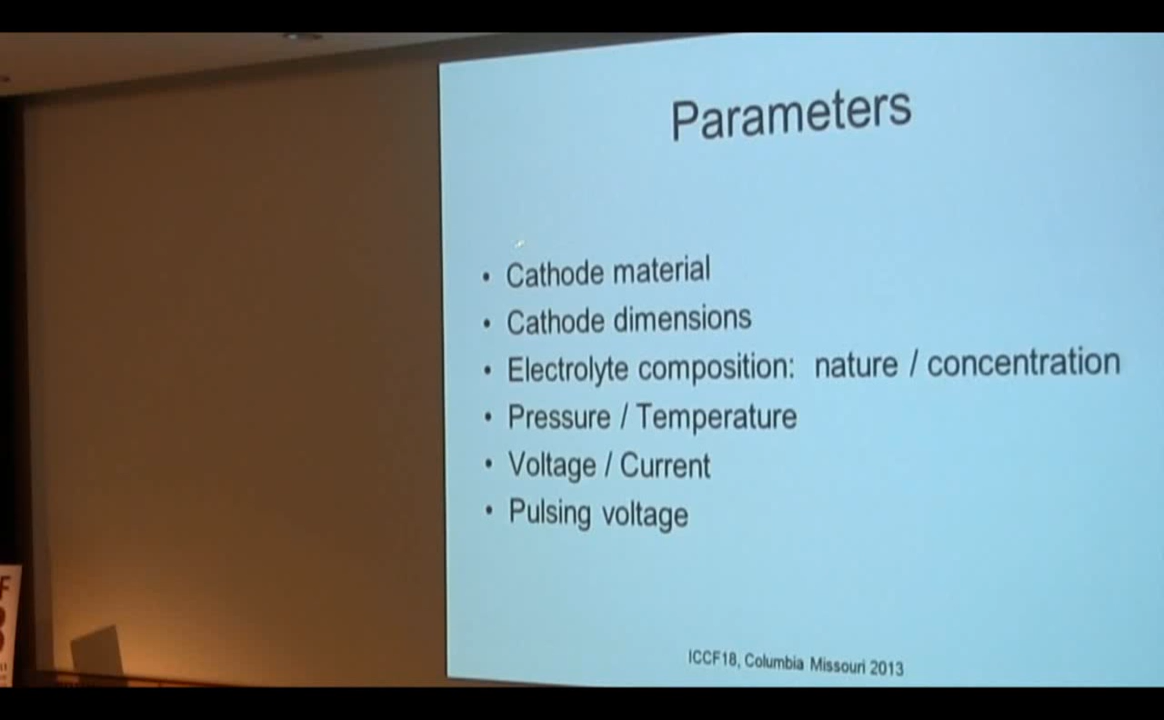 Parameters
• Cathode material
• Cathode dimensions
• Electrolyte composition: nature / concentration
• Pressure / Temperature
• Voltage / Current
• Pulsing voltage
ICCF18, Columbia Missouri 2013